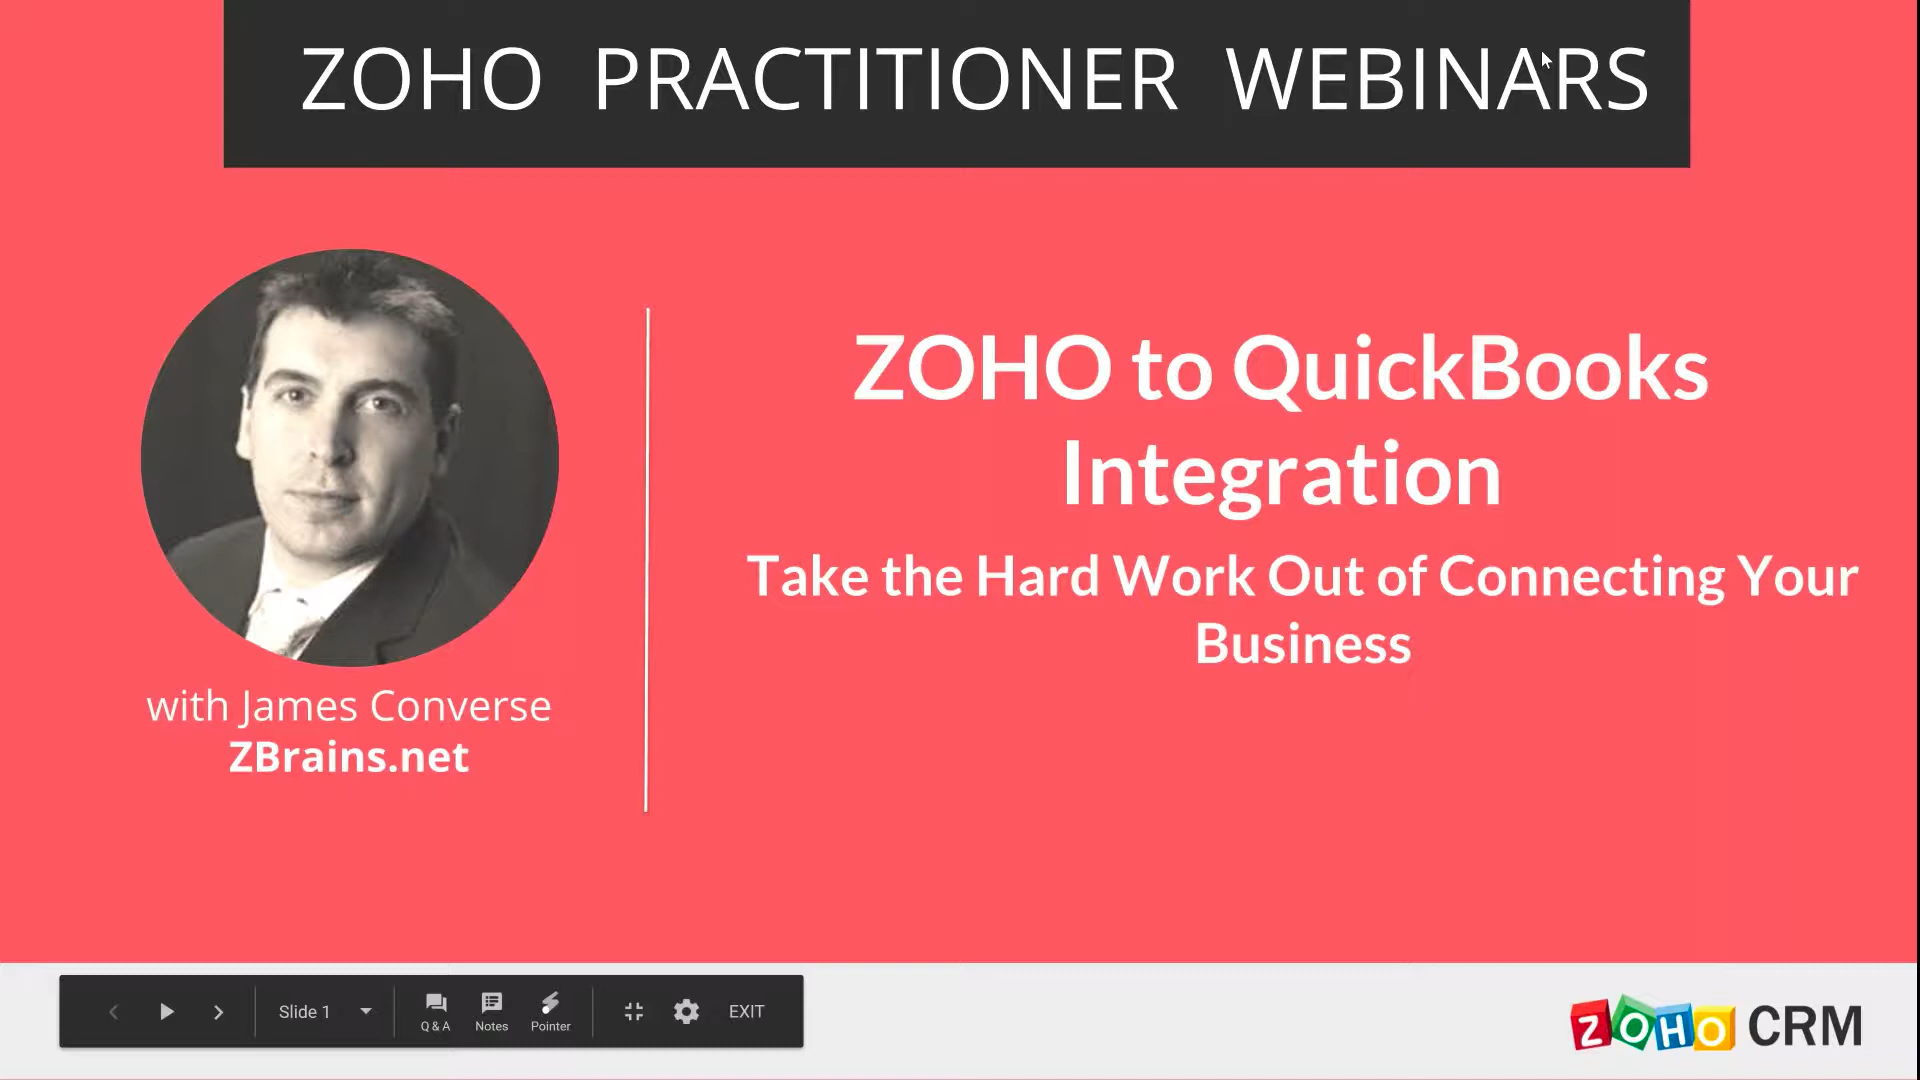 ZOHO PRACTITIONER WEBINARS
ZOHO to QuickBooks
Integration
Take the Hard Work Out of Connecting Your
Business
with James Converse
ZBrains.net
Slide 1
Q & A
Notes
Pointer
EXIT
ZOHO CRM